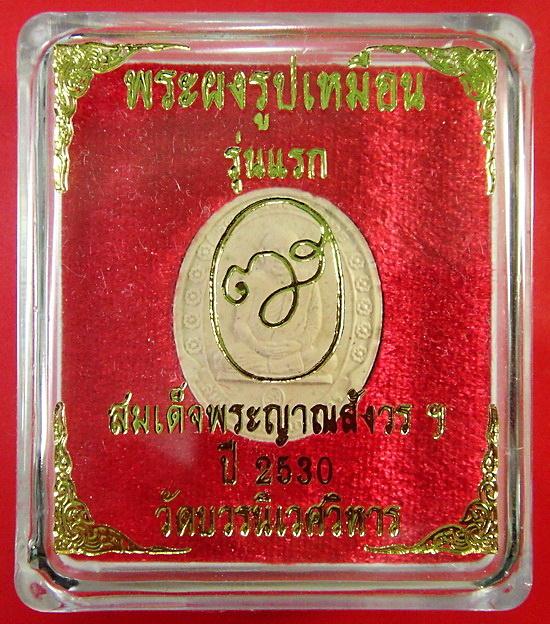 พระผงรูปเหมือน
รุ่นแรก
สมเด็จพระญาณสังวร ฯ
ปี 2530
วัดบวรนิเวศวิหาร